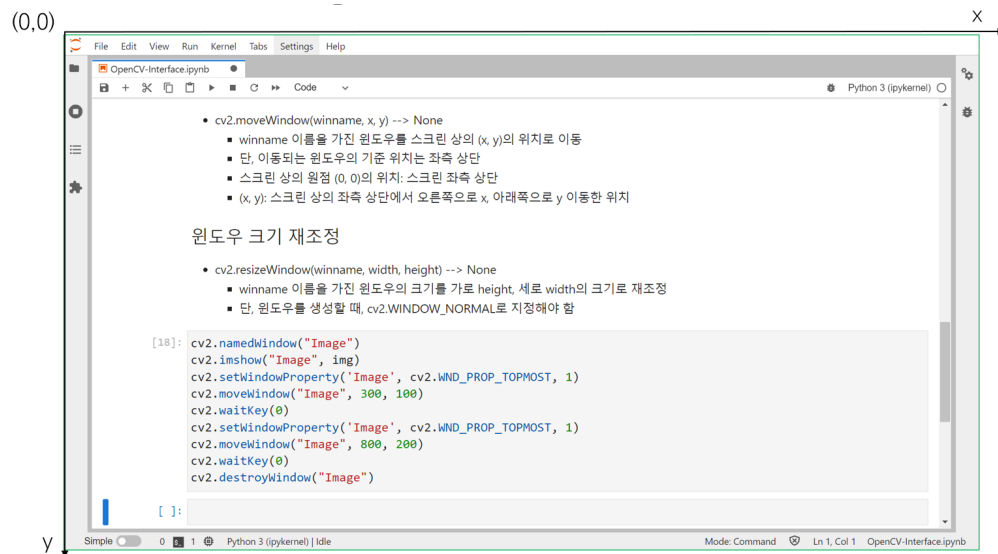 (0,0)
x
File Edit View Run Kernel Tabs Settings Help
OpenCV-Interface.ipynb
Code
Python 3 (ipykernel)
cv2.moveWindow(winname, x, y) --> None
winname 이름을 가진 윈도우를 스크린 상의 (x, y)의 위치로 이동
단, 이동되는 윈도우의 기준 위치는 좌측 상단
스크린 상의 원점 (0, 0)의 위치: 스크린 좌측 상단
(x, y): 스크린 상의 좌측 상단에서 오른쪽으로 x, 아래쪽으로 y 이동한 위치
윈도우 크기 재조정
cv2.resizeWindow(winname, width, height) --> None
winname 이름을 가진 윈도우의 크기를 가로 height, 세로 width의 크기로 재조정
단, 윈도우를 생성할 때, cv2.WINDOW_NORMAL로 지정해야 함
[18]: cv2.namedWindow("Image")
cv2.imshow("Image", img)
cv2.setWindowProperty('Image', cv2.WND_PROP_TOPMOST, 1)
cv2.moveWindow("Image", 300, 100)
cv2.waitKey(0)
cv2.setWindowProperty('Image', cv2.WND_PROP_TOPMOST, 1)
cv2.moveWindow("Image", 800, 200)
cv2.waitKey(0)
cv2.destroyWindow("Image")
[ ]:
y
Simple 0 1 Python 3 (ipykernel) | Idle Mode: Command Ln 1, Col 1 OpenCV-Interface.ipynb